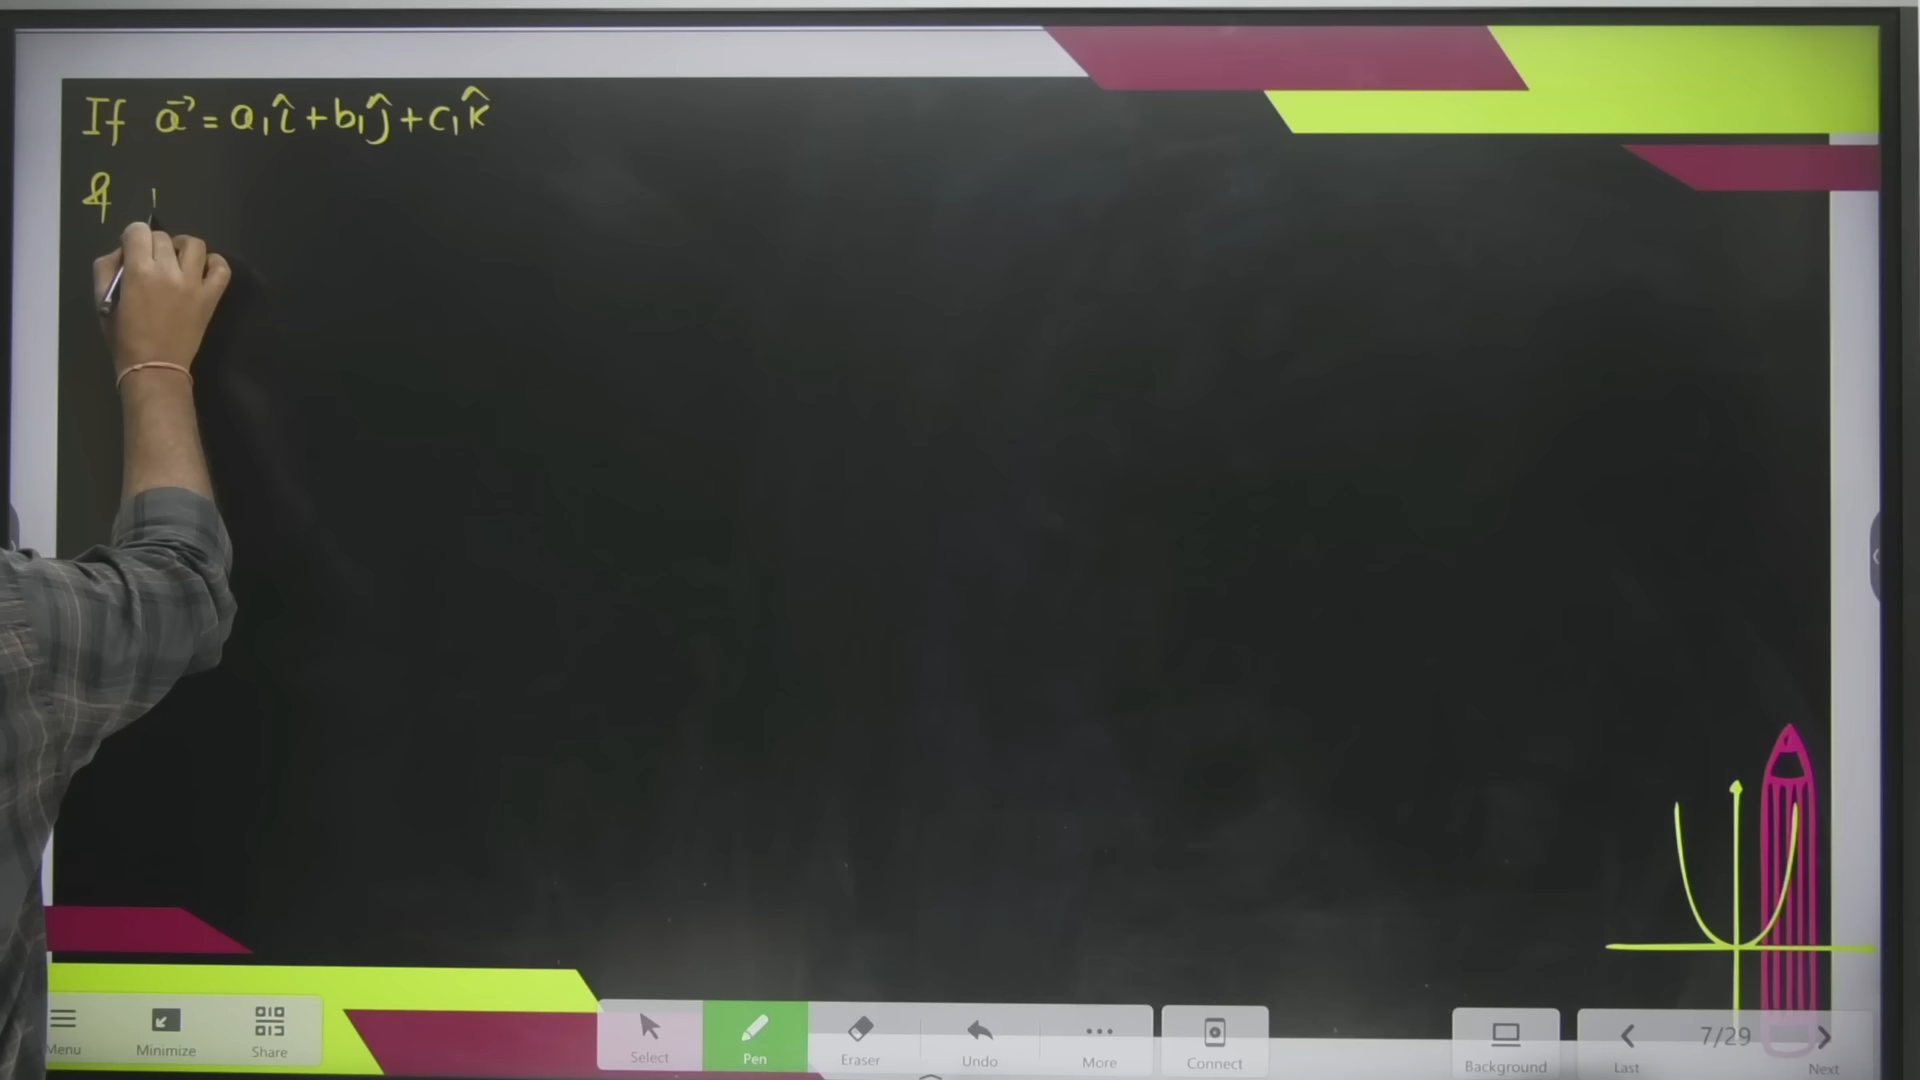 If a⃗ = a₁î + b₁ĵ + c₁k̂
&
Menu
Minimize
Share
Select
Pen
Eraser
Undo
More
Connect
Background
Last
7/29
Next